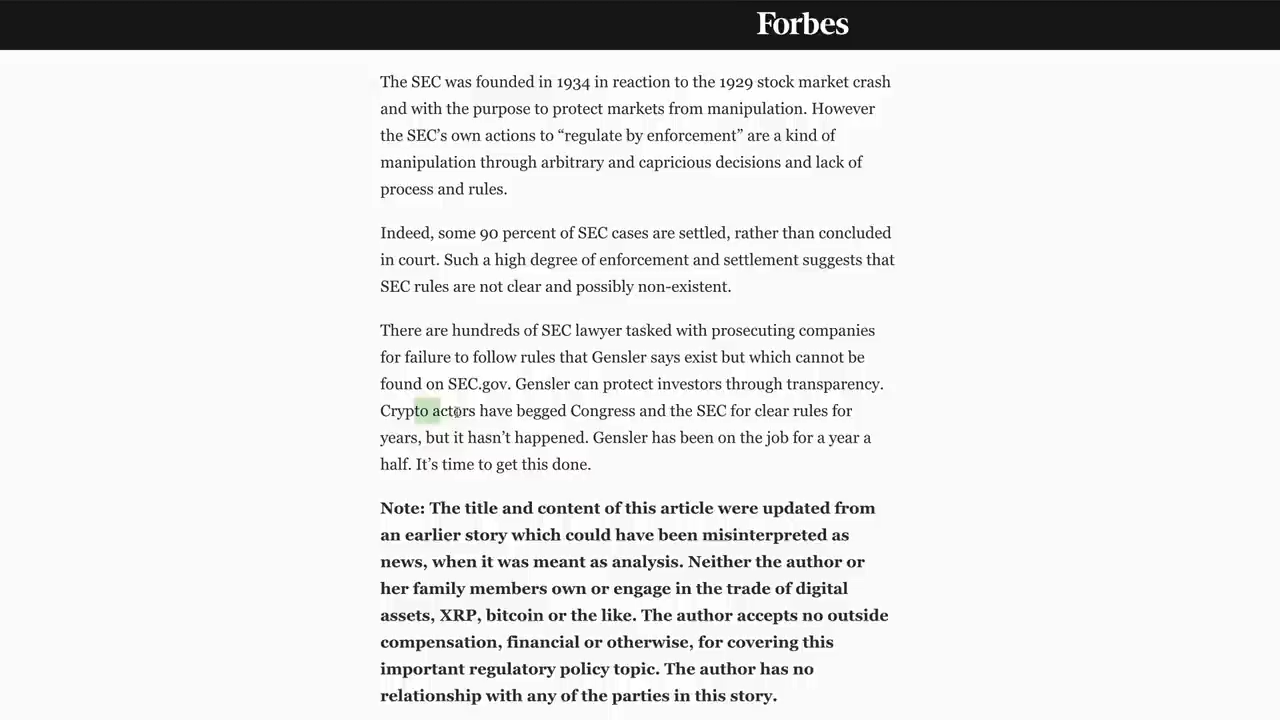 Forbes
The SEC was founded in 1934 in reaction to the 1929 stock market crash
and with the purpose to protect markets from manipulation. However
the SEC’s own actions to “regulate by enforcement” are a kind of
manipulation through arbitrary and capricious decisions and lack of
process and rules.
Indeed, some 90 percent of SEC cases are settled, rather than concluded
in court. Such a high degree of enforcement and settlement suggests that
SEC rules are not clear and possibly non-existent.
There are hundreds of SEC lawyer tasked with prosecuting companies
for failure to follow rules that Gensler says exist but which cannot be
found on SEC.gov. Gensler can protect investors through transparency.
Crypto actors have begged Congress and the SEC for clear rules for
years, but it hasn’t happened. Gensler has been on the job for a year a
half. It’s time to get this done.
Note: The title and content of this article were updated from
an earlier story which could have been misinterpreted as
news, when it was meant as analysis. Neither the author or
her family members own or engage in the trade of digital
assets, XRP, bitcoin or the like. The author accepts no outside
compensation, financial or otherwise, for covering this
important regulatory policy topic. The author has no
relationship with any of the parties in this story.